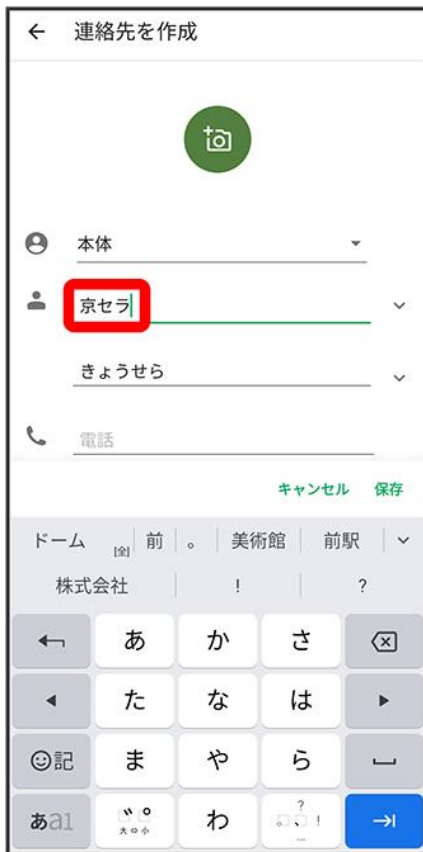 連絡先を作成
本体
京セラ
きょうせら
電話
キャンセル 保存
ドーム [全] 前 。 美術館 前駅
株式会社 ! ?
あ か さ
た な は
記 ま や ら
あa1 ゛゜ わ 。、?!…
大⇔小